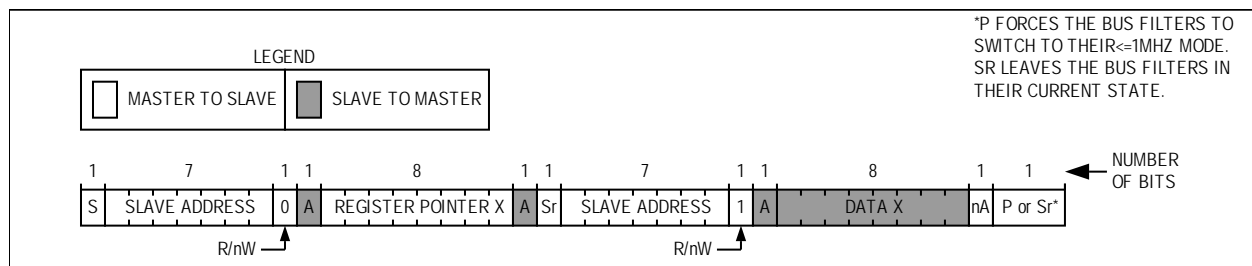 *P FORCES THE BUS FILTERS TO
SWITCH TO THEIR<=1MHZ MODE.
SR LEAVES THE BUS FILTERS IN
THEIR CURRENT STATE.
LEGEND
MASTER TO SLAVE SLAVE TO MASTER
1 7 1 1 8 1 1 7 1 1 8 1 1 NUMBER
OF BITS
S SLAVE ADDRESS 0 A REGISTER POINTER X A Sr SLAVE ADDRESS 1 A DATA X nA P or Sr*
R/nW R/nW